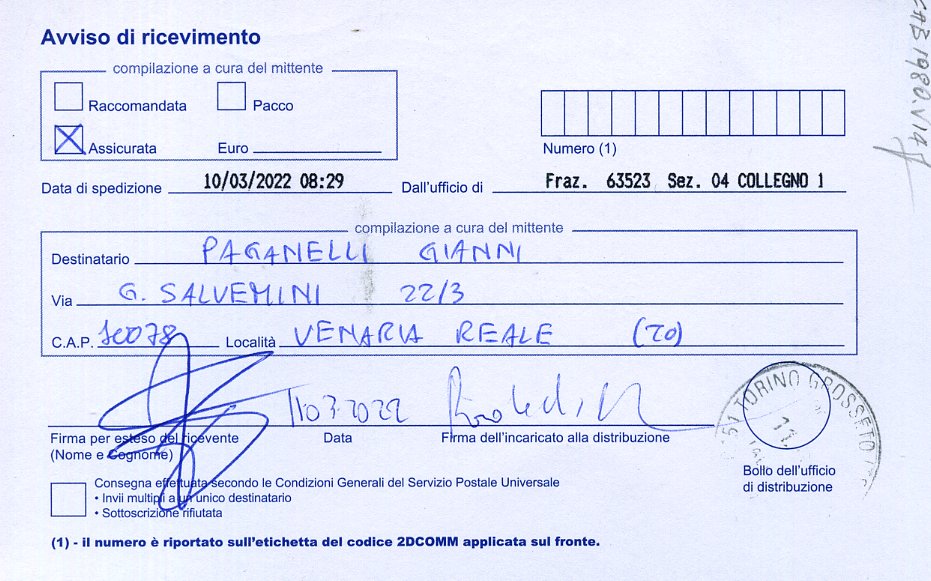 Avviso di ricevimento
compilazione a cura del mittente
Raccomandata Pacco
Assicurata Euro
Numero (1)
Data di spedizione 10/03/2022 08:29 Dall'ufficio di Fraz. 63523 Sez. 04 COLLEGNO 1
compilazione a cura del mittente
Destinatario PAGANELLI GIANNI
Via G. SALVEMINI 22/3
C.A.P. 10078 Località VENARIA REALE (TO)
11.03.2022
Firma per esteso del ricevente Data Firma dell'incaricato alla distribuzione
(Nome e Cognome)
TORINO GROSSETO
Bollo dell'ufficio
di distribuzione
Consegna effettuata secondo le Condizioni Generali del Servizio Postale Universale
• Invii multipli a un unico destinatario
• Sottoscrizione rifiutata
(1) - il numero è riportato sull'etichetta del codice 2DCOMM applicata sul fronte.